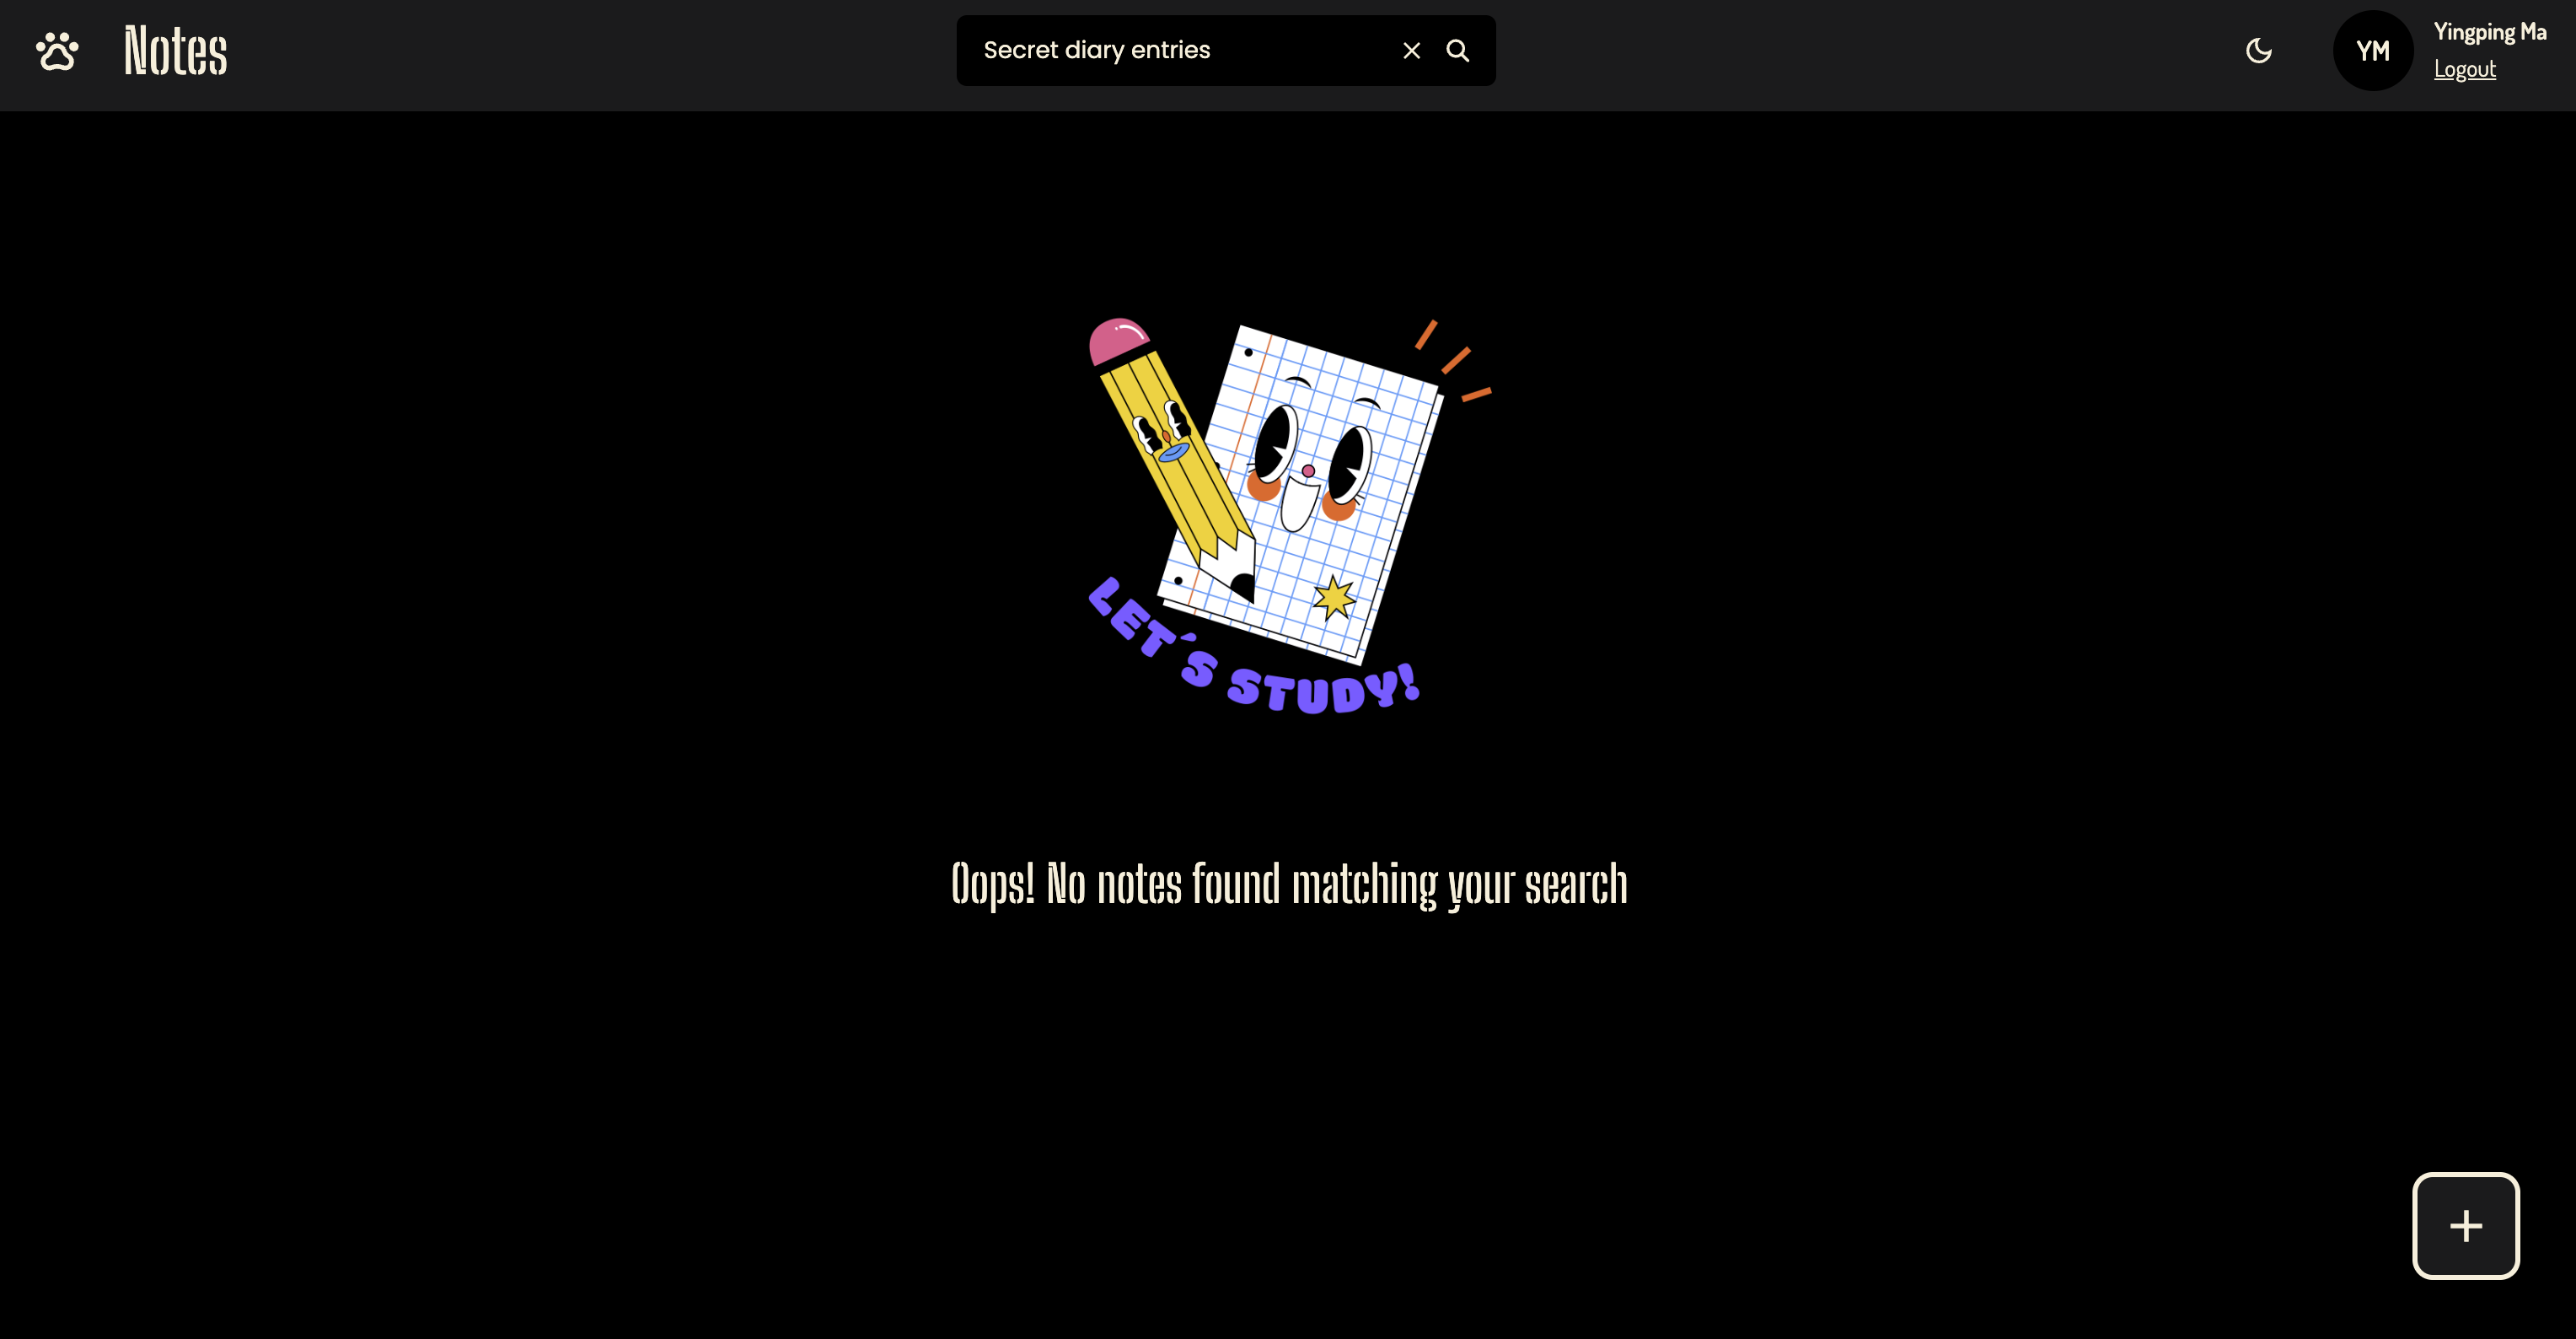 Notes
Secret diary entries
YM
Yingping Ma
Logout
LET´S STUDY!
Oops! No notes found matching your search